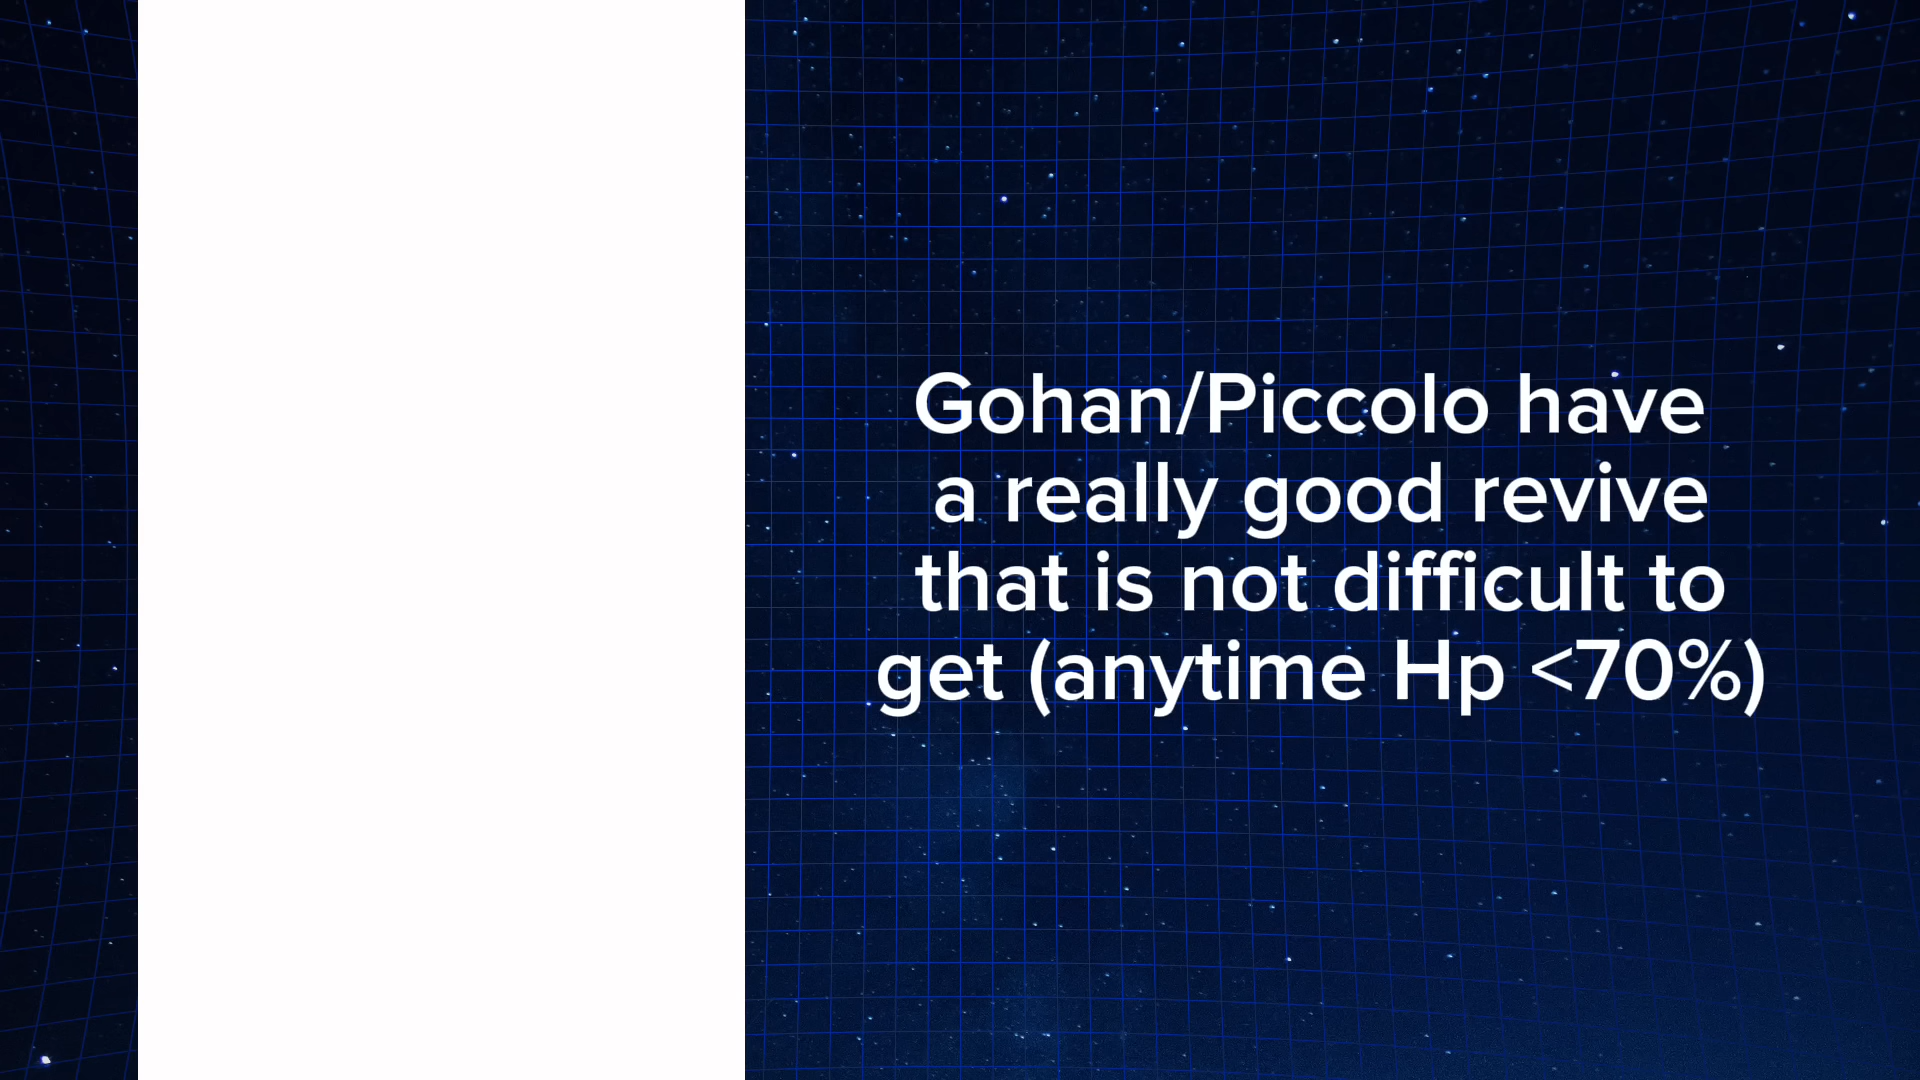 Gohan/Piccolo have
a really good revive
that is not difficult to
get (anytime Hp <70%)